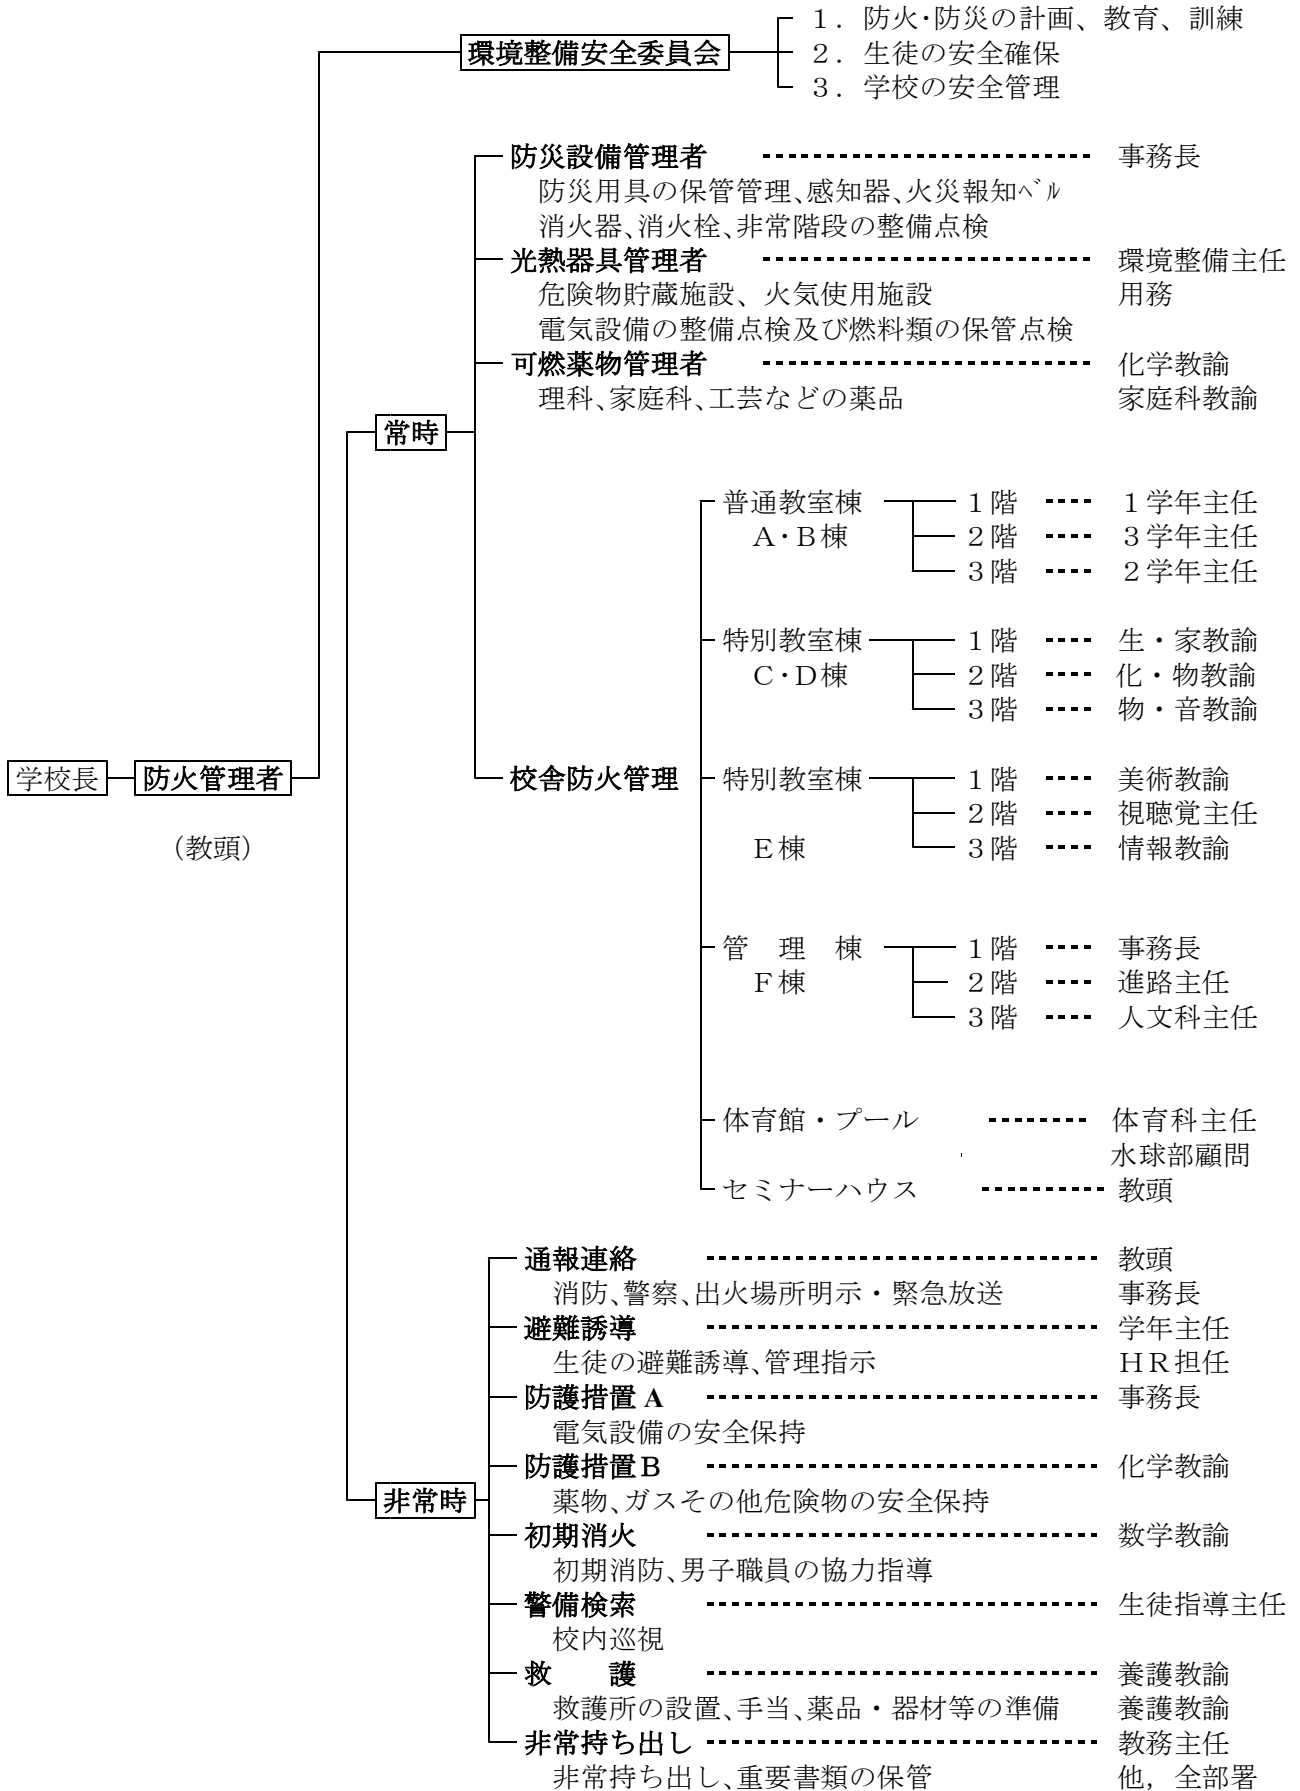 １．防火・防災の計画、教育、訓練
環境整備安全委員会 ２．生徒の安全確保
３．学校の安全管理
防災設備管理者 事務長
防災用具の保管管理、感知器、火災報知ﾍﾞﾙ
消火器、消火栓、非常階段の整備点検
光熱器具管理者 環境整備主任
危険物貯蔵施設、火気使用施設 用務
電気設備の整備点検及び燃料類の保管点検
可燃薬物管理者 化学教諭
理科、家庭科、工芸などの薬品 家庭科教諭
常時
普通教室棟 １階 １学年主任
Ａ・Ｂ棟 ２階 ３学年主任
３階 ２学年主任
特別教室棟 １階 生・家教諭
Ｃ・Ｄ棟 ２階 化・物教諭
３階 物・音教諭
学校長 防火管理者 校舎防火管理 特別教室棟 １階 美術教諭
２階 視聴覚主任
（教頭） Ｅ棟 ３階 情報教諭
管　理　棟 １階 事務長
Ｆ棟 ２階 進路主任
３階 人文科主任
体育館・プール 体育科主任
水球部顧問
セミナーハウス 教頭
通報連絡 教頭
消防、警察、出火場所明示・緊急放送 事務長
避難誘導 学年主任
生徒の避難誘導、管理指示 ＨＲ担任
防護措置 A 事務長
電気設備の安全保持
防護措置Ｂ 化学教諭
非常時 薬物、ガスその他危険物の安全保持
初期消火 数学教諭
初期消防、男子職員の協力指導
警備検索 生徒指導主任
校内巡視
救　　護 養護教諭
救護所の設置、手当、薬品・器材等の準備 養護教諭
非常持ち出し 教務主任
非常持ち出し、重要書類の保管 他，全部署